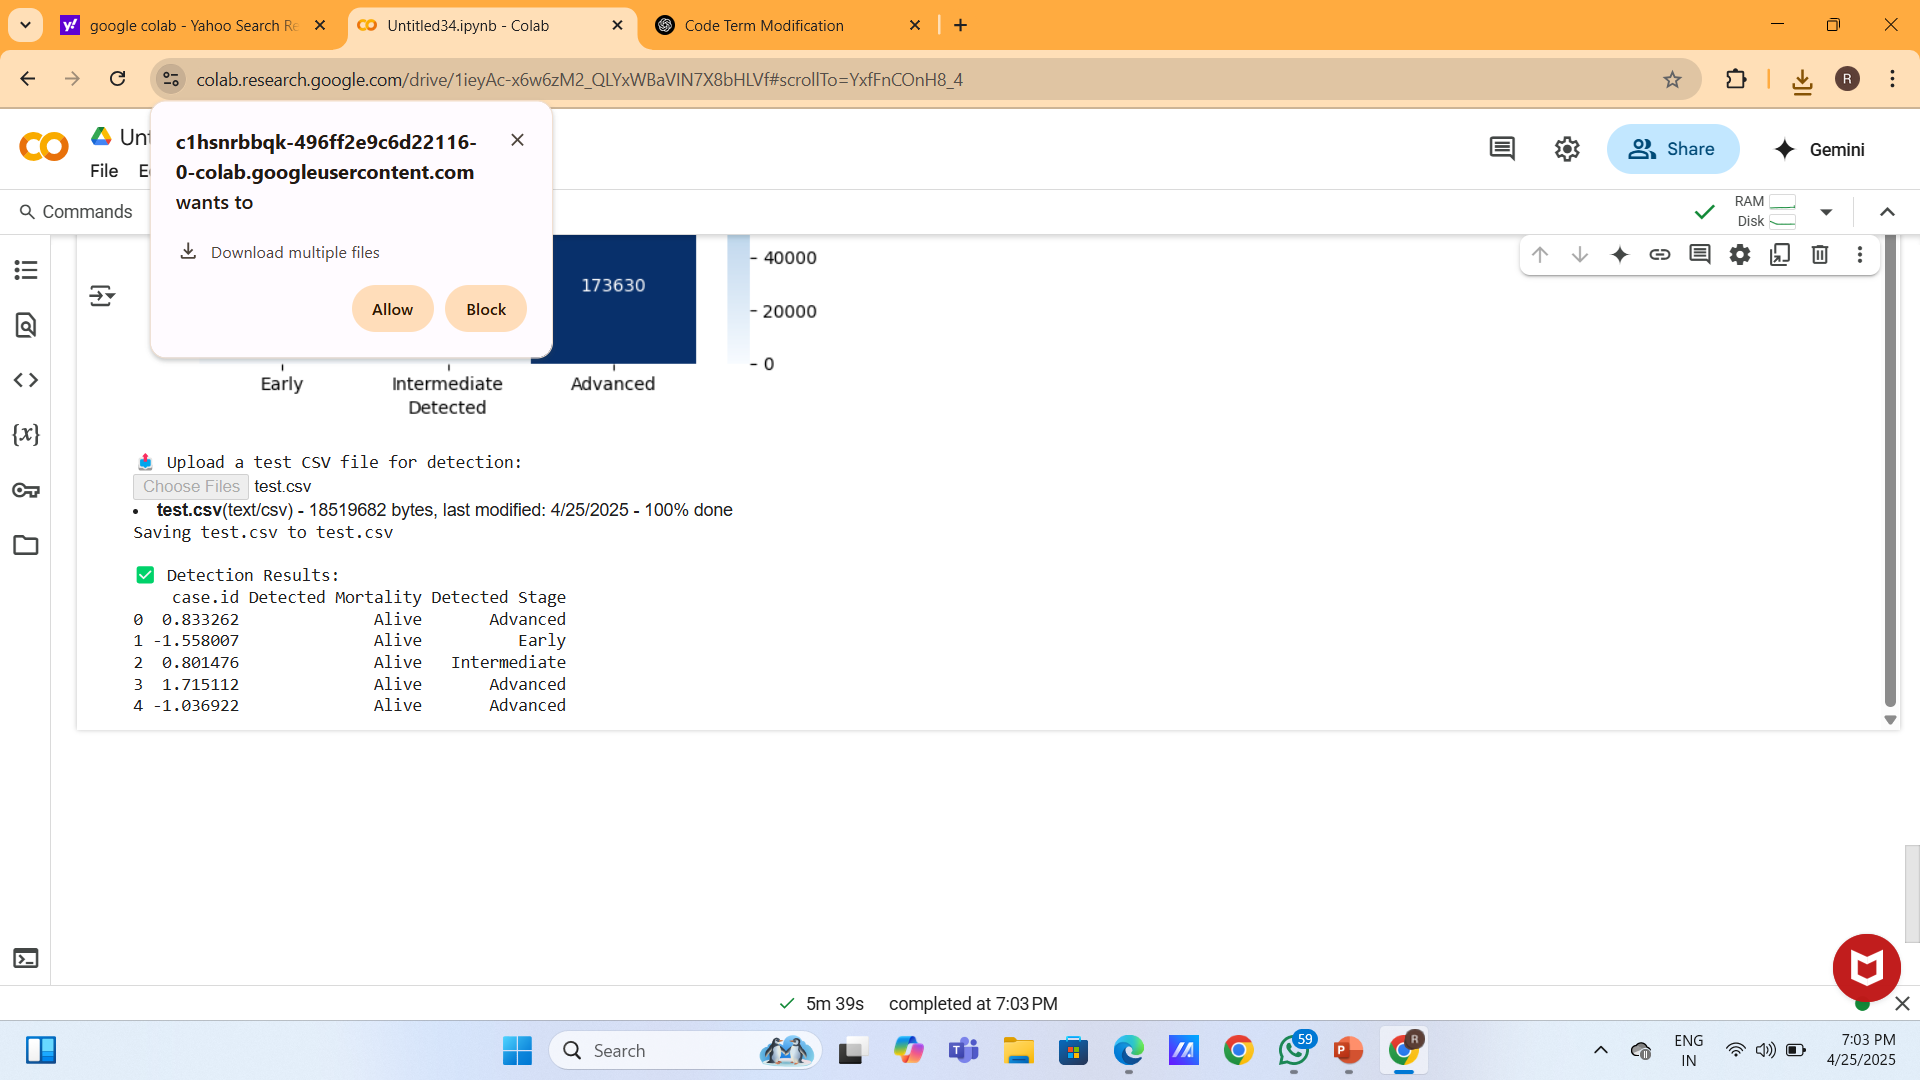 google colab - Yahoo Search Re
Untitled34.ipynb - Colab
Code Term Modification
colab.research.google.com/drive/1ieyAc-x6w6zM2_QLYxWBaVIN7X8bHLVf#scrollTo=YxfFnCOnH8_4
R
Unt
File
E
c1hsnrbbqk-496ff2e9c6d22116-
0-colab.googleusercontent.com
wants to
Download multiple files
Allow
Block
Share
Gemini
Commands
RAM
Disk
40000
20000
0
173630
Early
Intermediate
Advanced
Detected
Upload a test CSV file for detection:
Choose Files test.csv
• test.csv(text/csv) - 18519682 bytes, last modified: 4/25/2025 - 100% done
Saving test.csv to test.csv
Detection Results:
case.id Detected Mortality Detected Stage
0 0.833262 Alive Advanced
1 -1.558007 Alive Early
2 0.801476 Alive Intermediate
3 1.715112 Alive Advanced
4 -1.036922 Alive Advanced
5m 39s completed at 7:03 PM
Search
59
R
ENG
IN
7:03 PM
4/25/2025